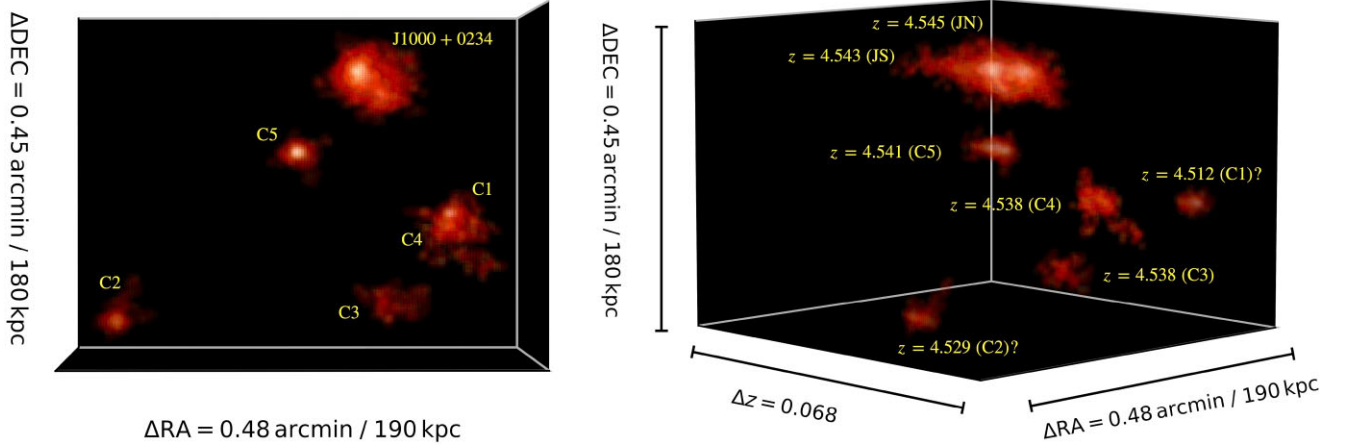 ΔDEC = 0.45 arcmin / 180 kpc
J1000 + 0234
C5
C1
C4
C2
C3
ΔRA = 0.48 arcmin / 190 kpc
ΔDEC = 0.45 arcmin / 180 kpc
z = 4.545 (JN)
z = 4.543 (JS)
z = 4.541 (C5)
z = 4.512 (C1)?
z = 4.538 (C4)
z = 4.538 (C3)
z = 4.529 (C2)?
Δz = 0.068
ΔRA = 0.48 arcmin / 190 kpc